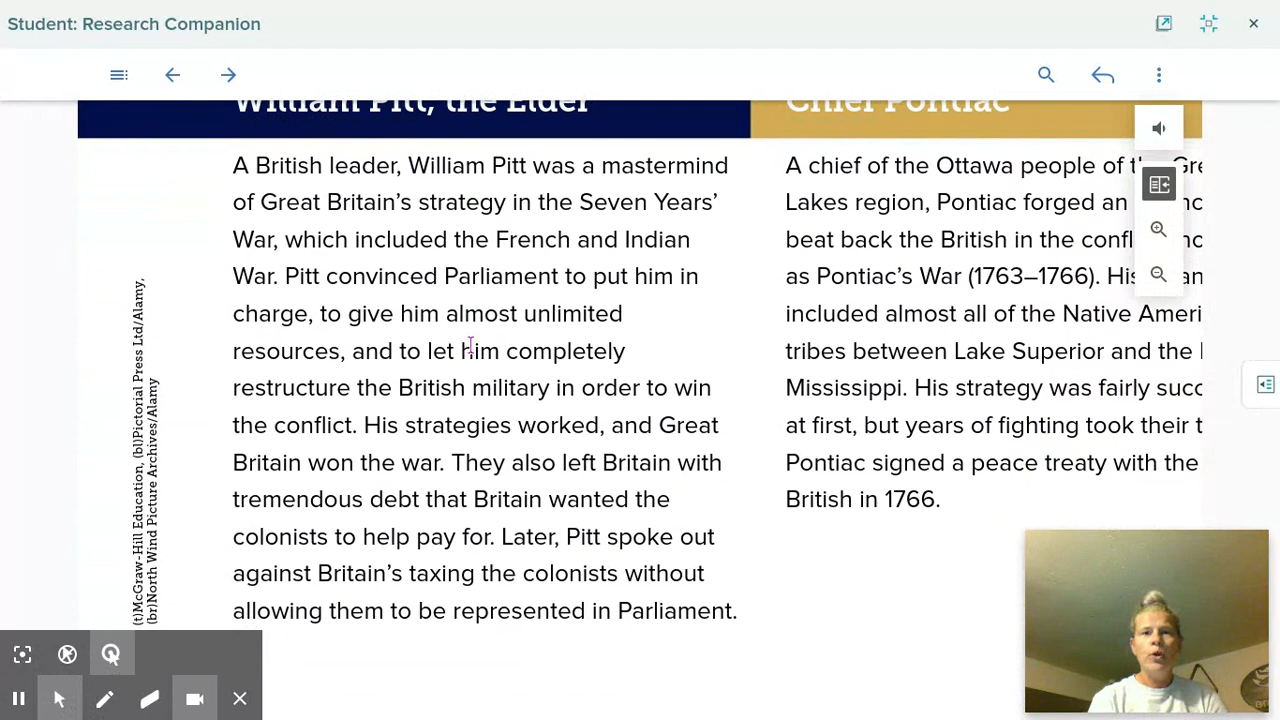 Student: Research Companion
William Pitt, the Elder
A British leader, William Pitt was a mastermind
of Great Britain's strategy in the Seven Years'
War, which included the French and Indian
War. Pitt convinced Parliament to put him in
charge, to give him almost unlimited
resources, and to let him completely
restructure the British military in order to win
the conflict. His strategies worked, and Great
Britain won the war. They also left Britain with
tremendous debt that Britain wanted the
colonists to help pay for. Later, Pitt spoke out
against Britain's taxing the colonists without
allowing them to be represented in Parliament.
Chief Pontiac
A chief of the Ottawa people of
Lakes region, Pontiac forged an
beat back the British in the
as Pontiac's War (1763–1766).
included almost all of the Native
tribes between Lake Superior and the
Mississippi. His strategy was fairly
at first, but years of fighting took their
Pontiac signed a peace treaty with the
British in 1766.
(t)McGraw-Hill Education, (bl)Pictorial Press Ltd/Alamy,
(br)North Wind Picture Archives/Alamy